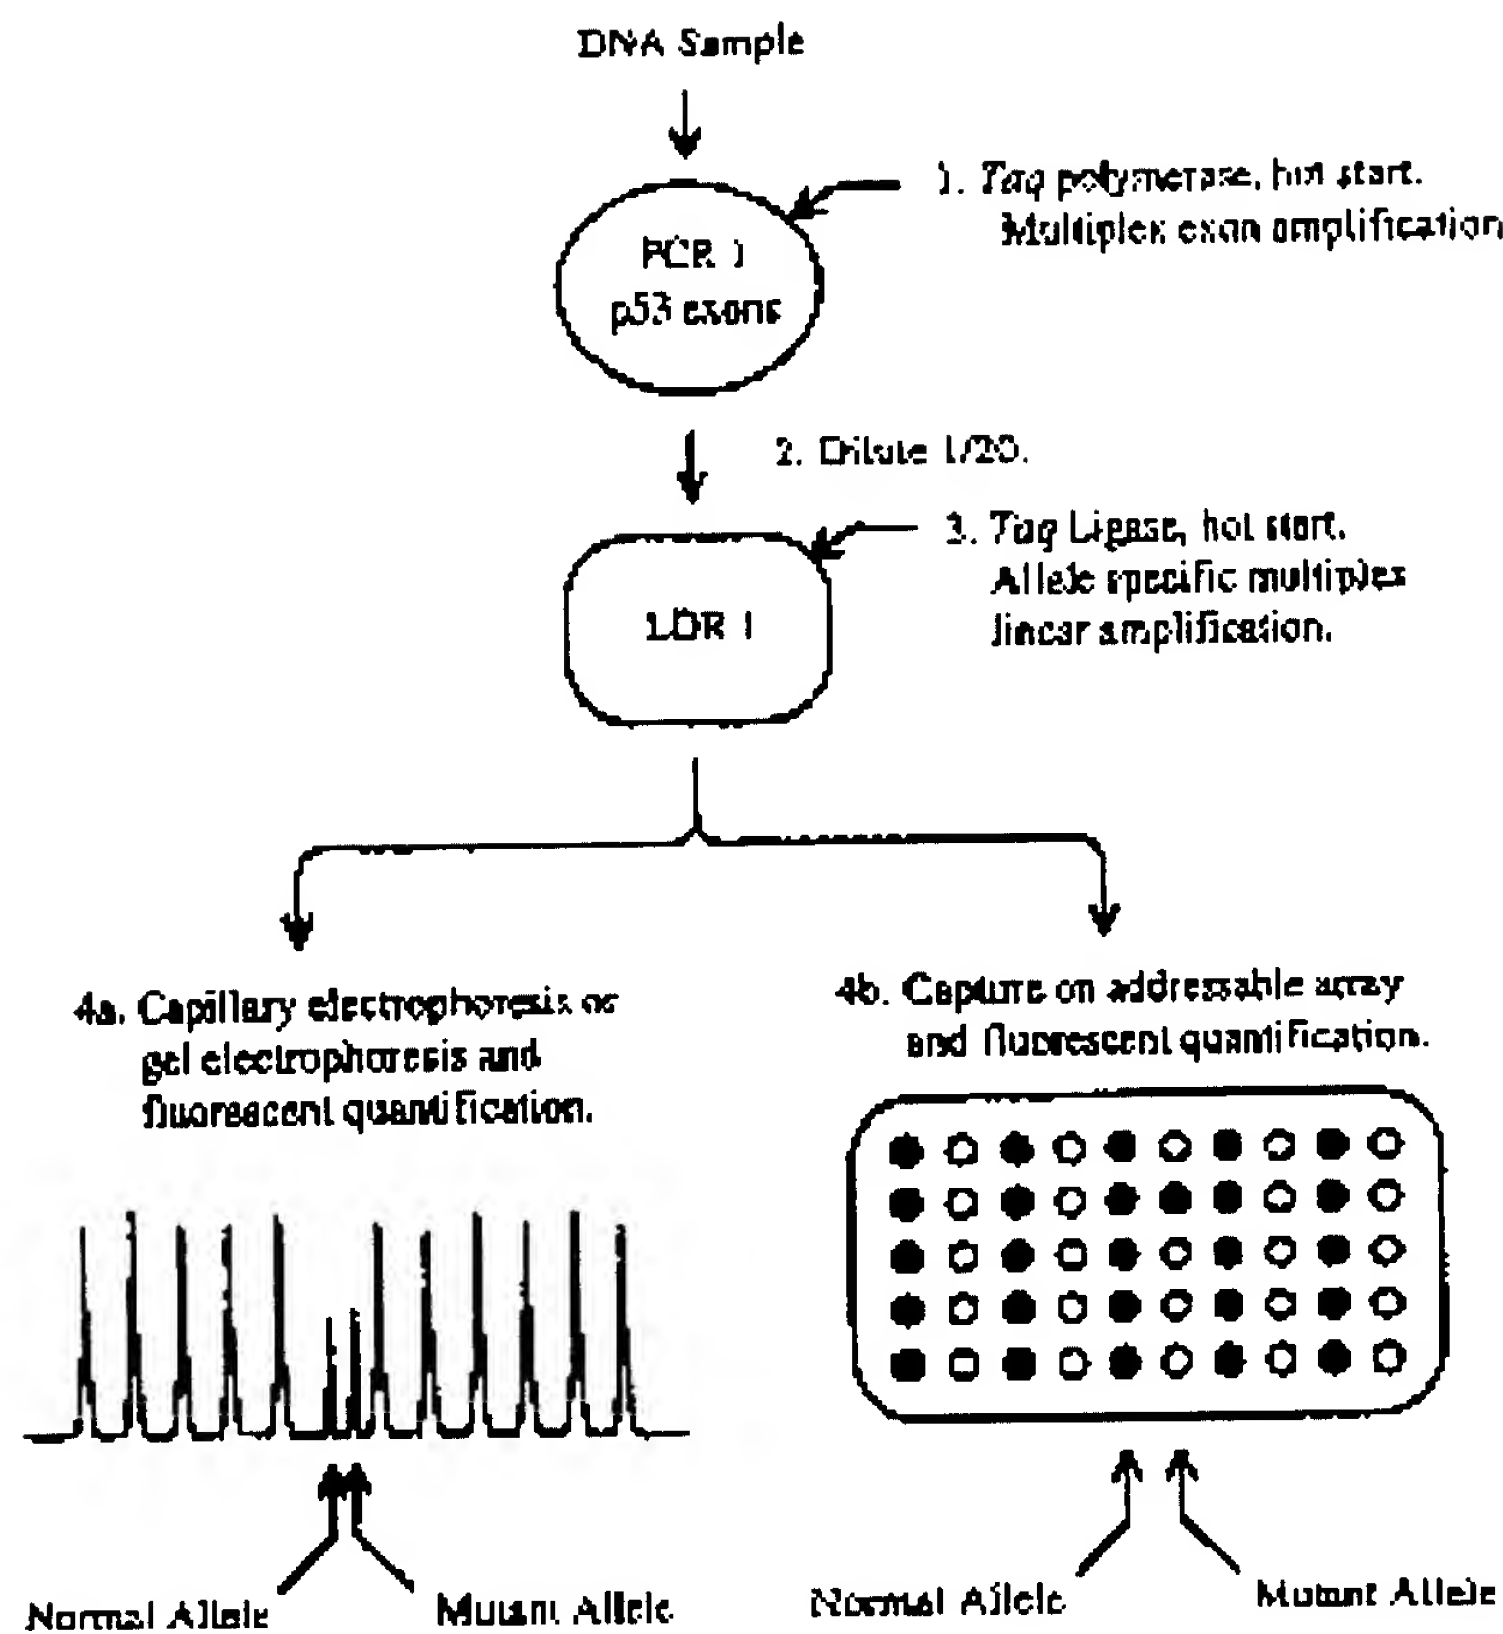 DNA Sample
1. Taq polymerase, hot start.
Multiplex exon amplification
PCR 1
p53 exons
2. Dilute 1/20.
3. Taq Ligase, hot start.
Allele specific multiplex
linear amplification.
LDR 1
4a. Capillary electrophoresis or
gel electrophoresis and
fluorescent quantification.
4b. Capture on addressable array
and fluorescent quantification.
Normal Allele
Mutant Allele
Normal Allele
Mutant Allele